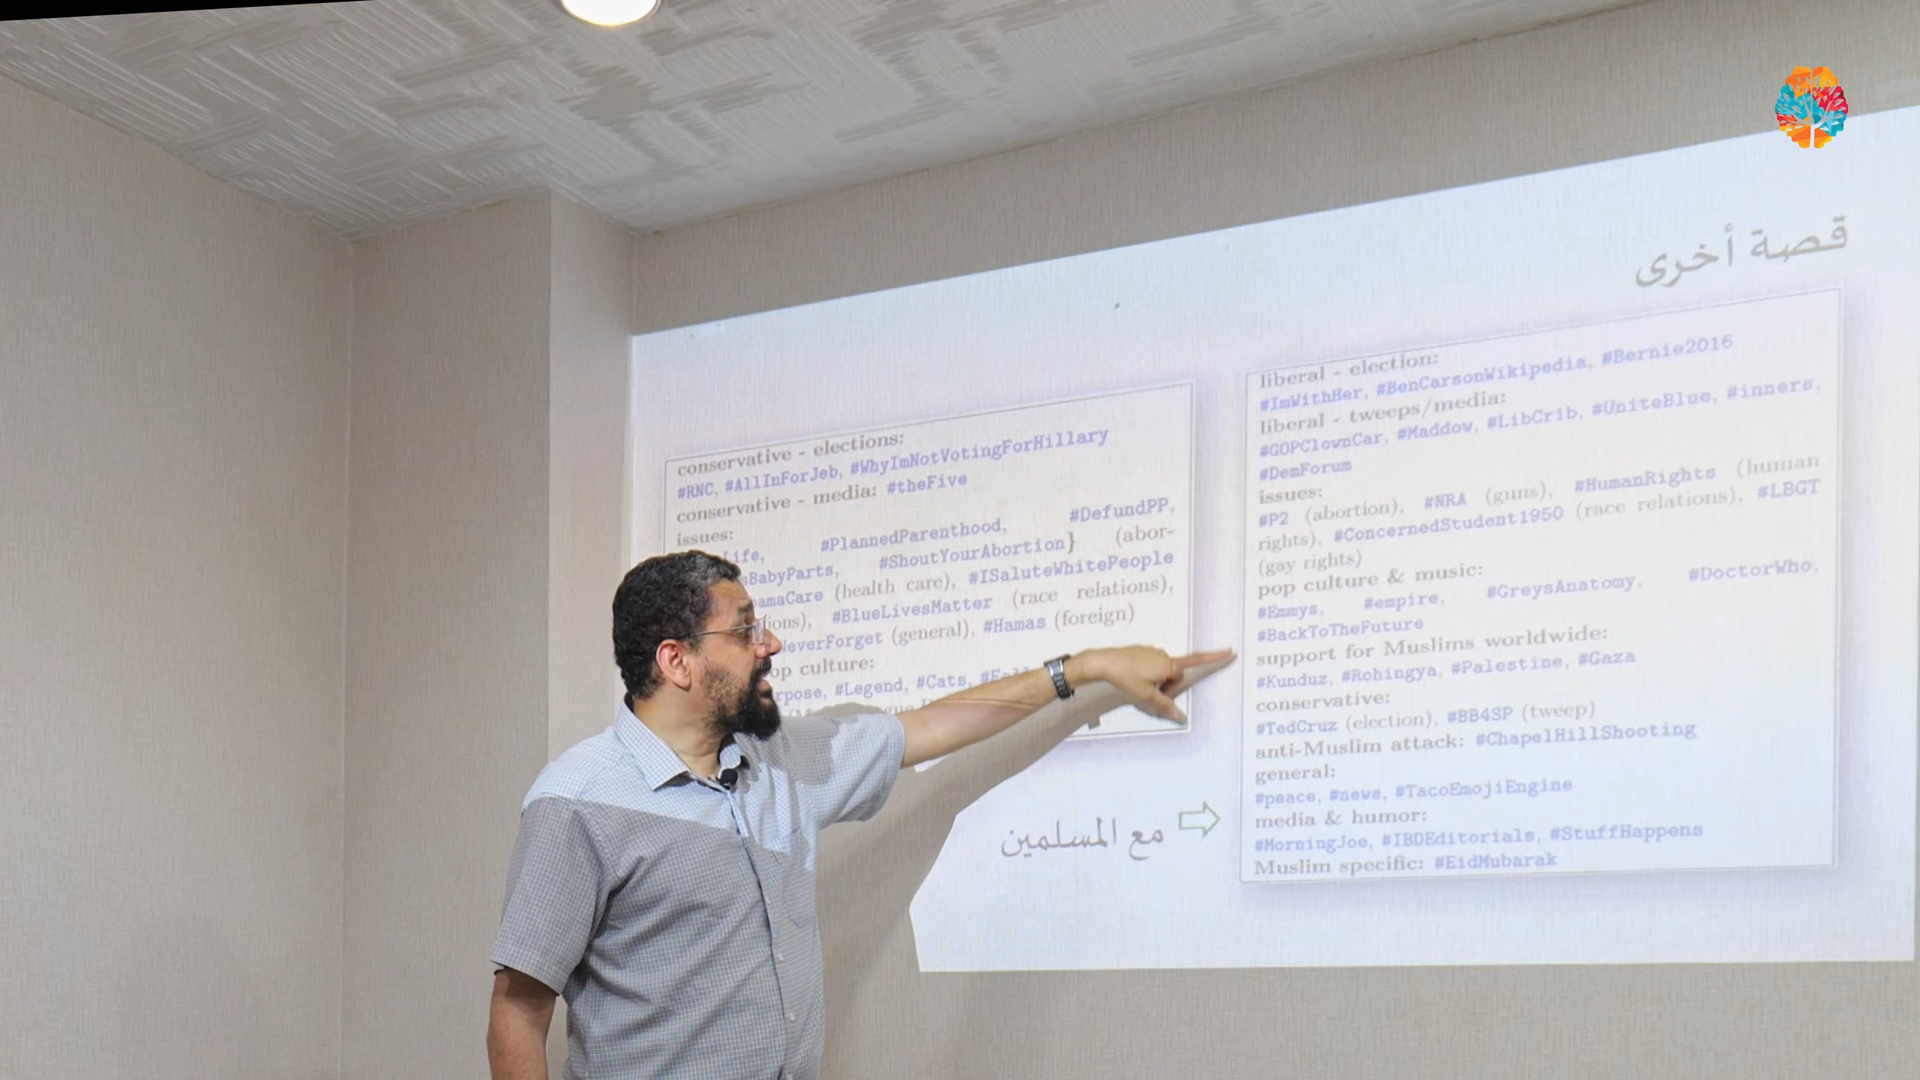 قصة أخرى
conservative - elections:
#RNC, #AllInForJeb, #WhyImNotVotingForHillary
conservative - media: #theFive
issues:
#PlannedParenthood, #DefundPP,
#ShoutYourAbortion} (abor-
(health care), #ISaluteWhitePeople
#BlueLivesMatter (race relations),
(general), #Hamas (foreign)
culture:
#Legend, #Cats,
مع المسلمين
liberal - election:
#ImWithHer, #BenCarsonWikipedia, #Bernie2016
liberal - tweeps/media:
#GOPClownCar, #Maddow, #LibCrib, #UniteBlue, #inners,
#DemForum
issues:
#P2 (abortion), #NRA (guns), #HumanRights (human
rights), #ConcernedStudent1950 (race relations), #LBGT
(gay rights)
pop culture & music:
#Emmys, #empire, #GreysAnatomy, #DoctorWho,
#BackToTheFuture
support for Muslims worldwide:
#Kunduz, #Rohingya, #Palestine, #Gaza
conservative:
#TedCruz (election), #BB4SP (tweep)
anti-Muslim attack: #ChapelHillShooting
general:
#peace, #news, #TacoEmojiEngine
media & humor:
#MorningJoe, #IBDEditorials, #StuffHappens
Muslim specific: #EidMubarak